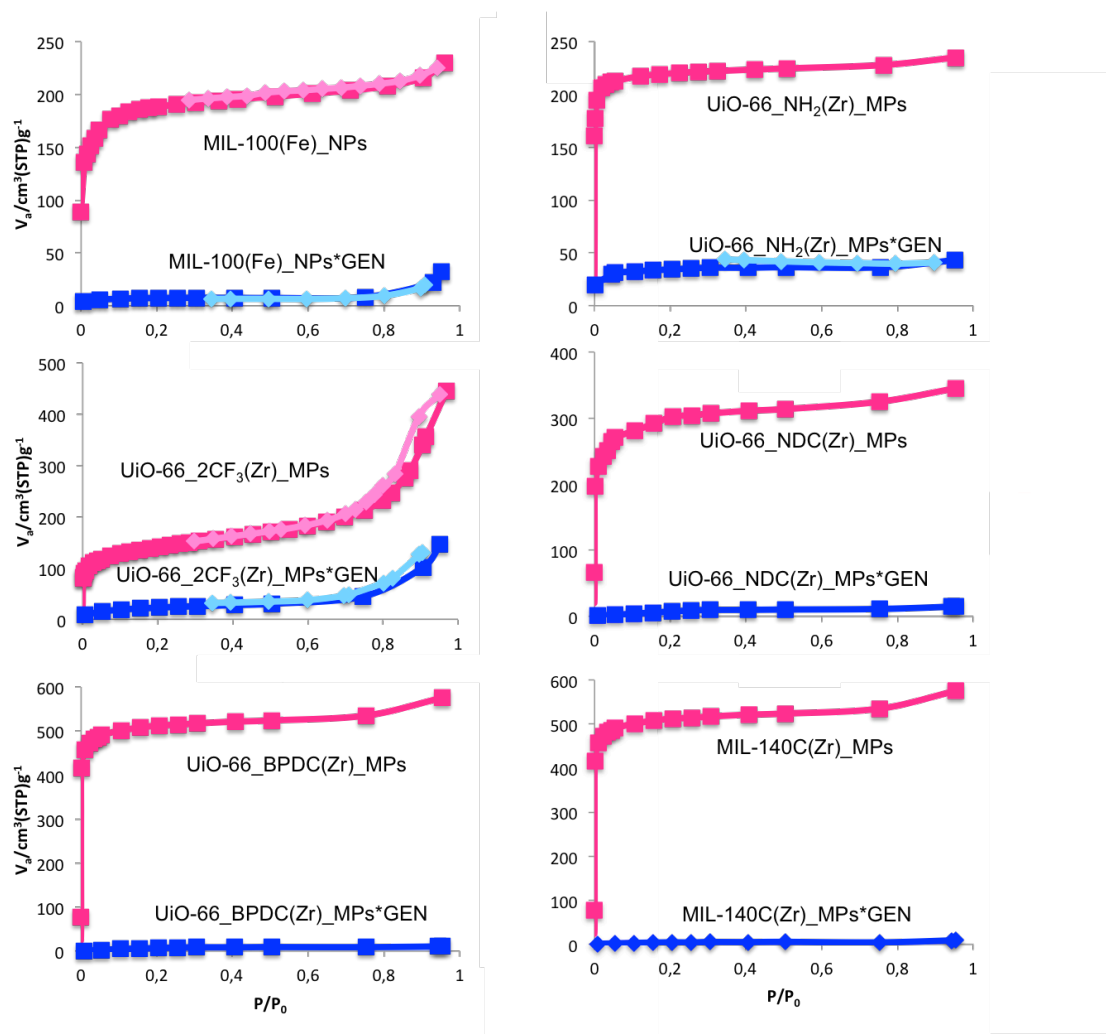 250
200
150
100
50
0
Va/cm³(STP)g⁻¹
MIL-100(Fe)_NPs
MIL-100(Fe)_NPs*GEN
0 0,2 0,4 0,6 0,8 1
250
200
150
100
50
0
UiO-66_NH₂(Zr)_MPs
UiO-66_NH₂(Zr)_MPs*GEN
0 0,2 0,4 0,6 0,8 1
500
400
300
200
100
0
Va/cm³(STP)g⁻¹
UiO-66_2CF₃(Zr)_MPs
UiO-66_2CF₃(Zr)_MPs*GEN
0 0,2 0,4 0,6 0,8 1
400
300
200
100
0
UiO-66_NDC(Zr)_MPs
UiO-66_NDC(Zr)_MPs*GEN
0 0,2 0,4 0,6 0,8 1
600
500
400
300
200
100
0
Va/cm³(STP)g⁻¹
UiO-66_BPDC(Zr)_MPs
UiO-66_BPDC(Zr)_MPs*GEN
0 0,2 0,4 0,6 0,8 1
P/P₀
600
500
400
300
200
100
0
MIL-140C(Zr)_MPs
MIL-140C(Zr)_MPs*GEN
0 0,2 0,4 0,6 0,8 1
P/P₀